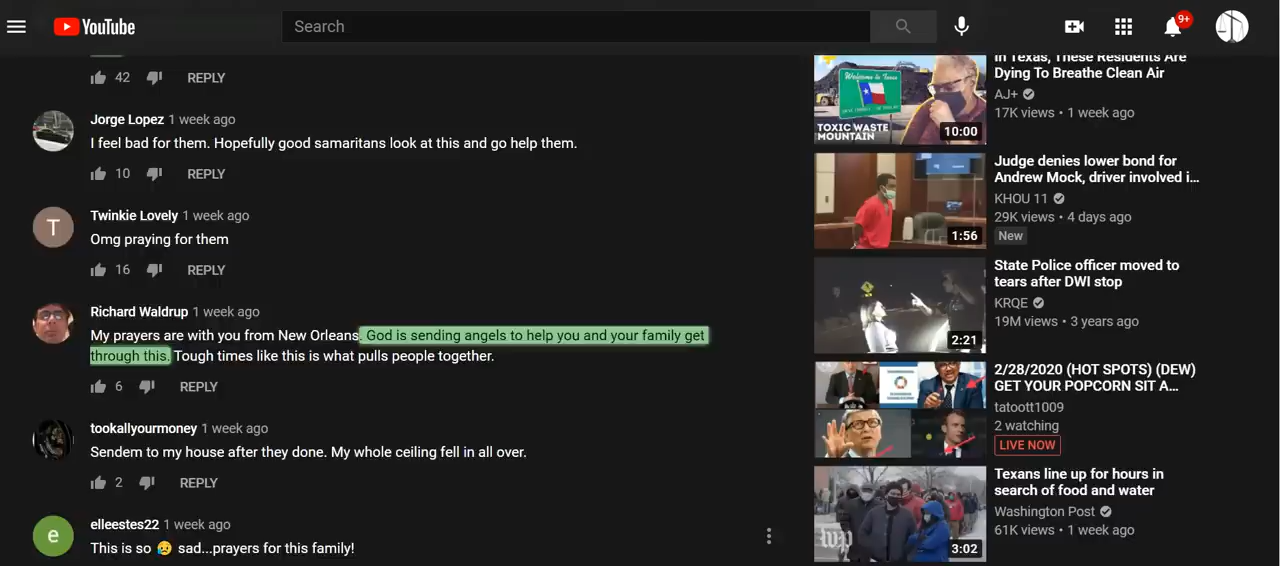 YouTube
Search
9+
42 REPLY
Jorge Lopez 1 week ago
I feel bad for them. Hopefully good samaritans look at this and go help them.
10 REPLY
T
Twinkie Lovely 1 week ago
Omg praying for them
16 REPLY
Richard Waldrup 1 week ago
My prayers are with you from New Orleans. God is sending angels to help you and your family get
through this. Tough times like this is what pulls people together.
6 REPLY
tookallyourmoney 1 week ago
Sendem to my house after they done. My whole ceiling fell in all over.
2 REPLY
e
elleestes22 1 week ago
This is so 😥 sad...prayers for this family!
Welcome to Texas
TOXIC WASTE
MOUNTAIN
10:00
In Texas, These Residents Are
Dying To Breathe Clean Air
AJ+
17K views • 1 week ago
1:56
Judge denies lower bond for
Andrew Mock, driver involved i...
KHOU 11
29K views • 4 days ago
New
2:21
State Police officer moved to
tears after DWI stop
KRQE
19M views • 3 years ago
2/28/2020 (HOT SPOTS) (DEW)
GET YOUR POPCORN SIT A...
tatoott1009
2 watching
LIVE NOW
wp
3:02
Texans line up for hours in
search of food and water
Washington Post
61K views • 1 week ago